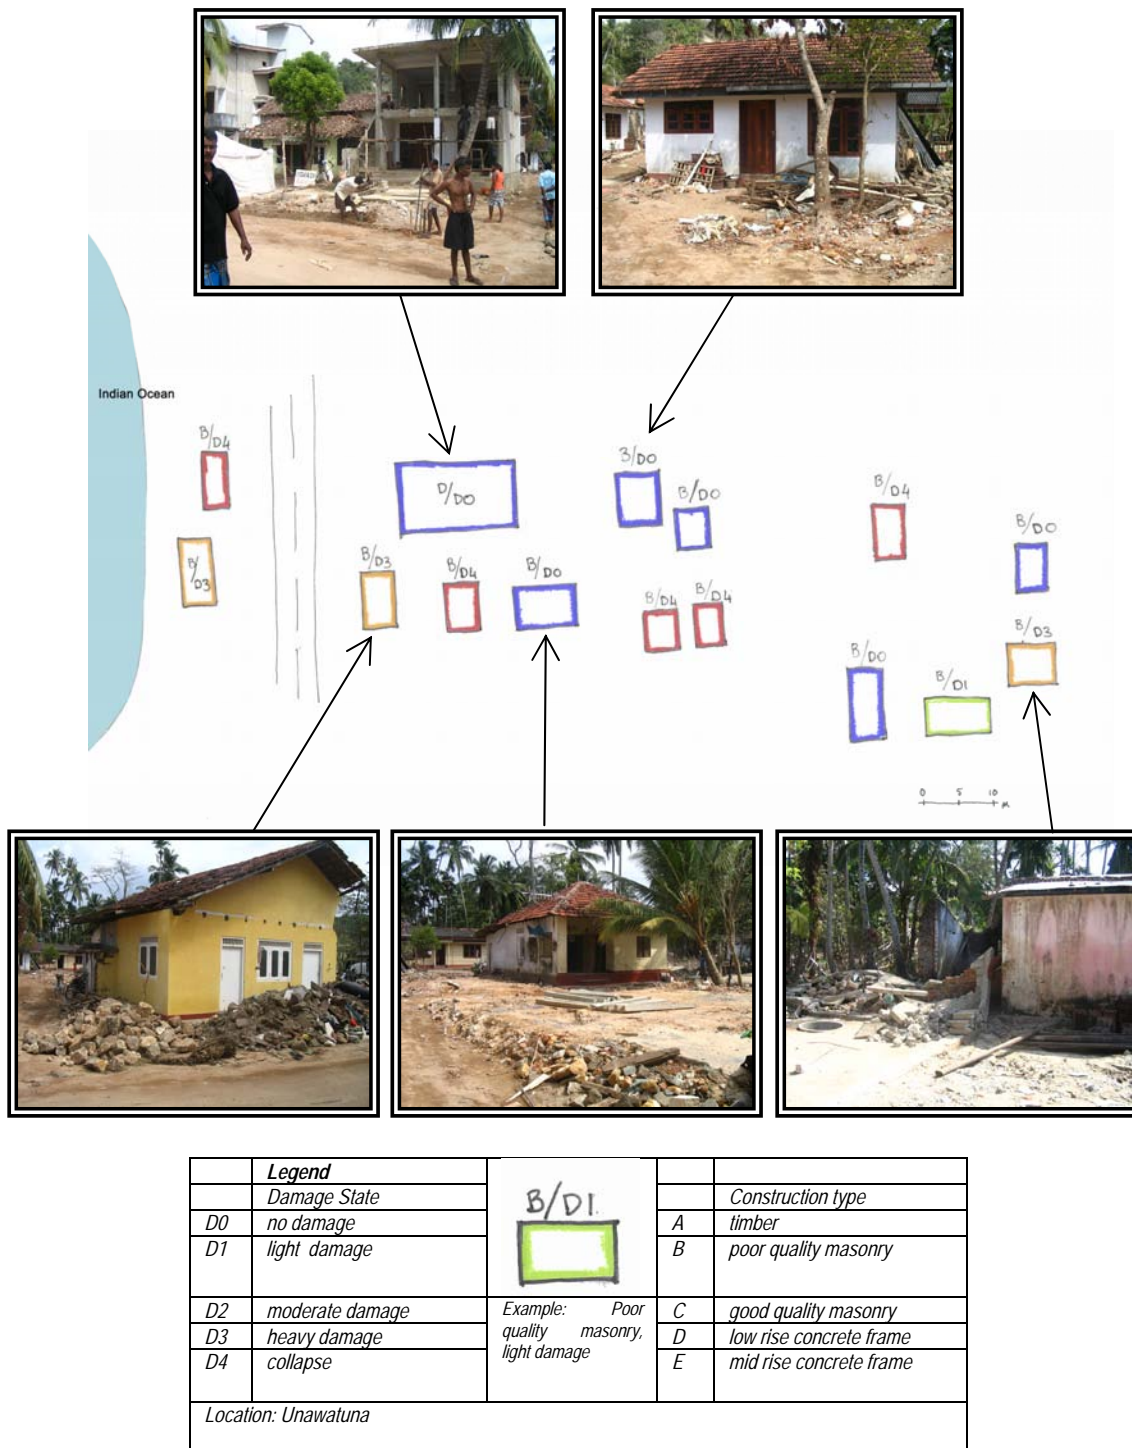 Indian Ocean
B/D4
D/D0
B/D0
B/D0
B/D4
B/D0
B/D3
B/D3
B/D4
B/D0
B/D4
B/D4
B/D3
B/D0
B/D1
0 5 10 M
Legend
Damage State Construction type
D0 no damage A timber
D1 light damage B poor quality masonry
B/D1.
D2 moderate damage C good quality masonry
D3 heavy damage D low rise concrete frame
D4 collapse E mid rise concrete frame
Example: Poor
quality masonry,
light damage
Location: Unawatuna